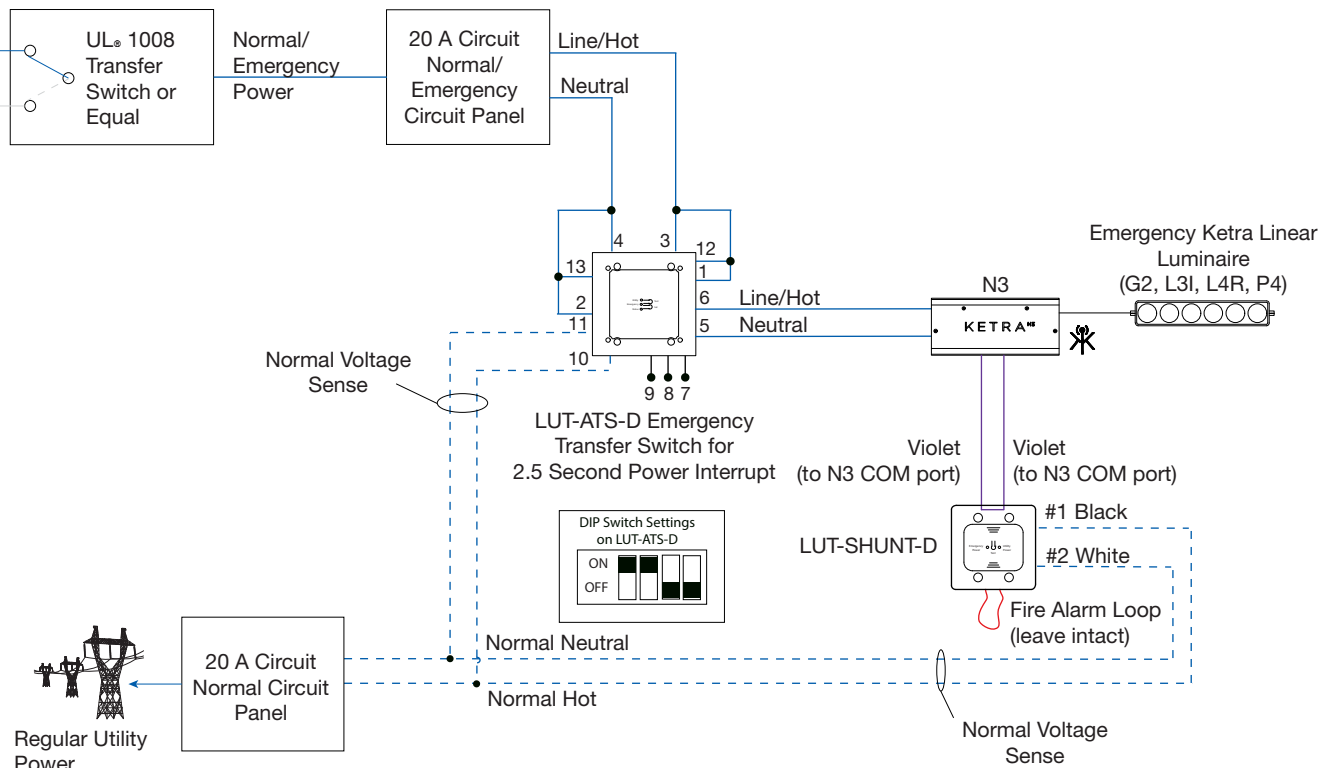 UL® 1008
Transfer
Switch or
Equal
Normal/
Emergency
Power
20 A Circuit
Normal/
Emergency
Circuit Panel
Line/Hot
Neutral
4
3
12
13
1
2
6
11
5
10
9 8 7
Line/Hot
Neutral
N3
KETRA N3
Emergency Ketra Linear
Luminaire
(G2, L3I, L4R, P4)
Normal Voltage
Sense
LUT-ATS-D Emergency
Transfer Switch for
2.5 Second Power Interrupt
Violet
(to N3 COM port)
Violet
(to N3 COM port)
DIP Switch Settings
on LUT-ATS-D
ON
OFF
LUT-SHUNT-D
#1 Black
#2 White
Fire Alarm Loop
(leave intact)
Normal Neutral
Normal Hot
20 A Circuit
Normal Circuit
Panel
Regular Utility
Power
Normal Voltage
Sense